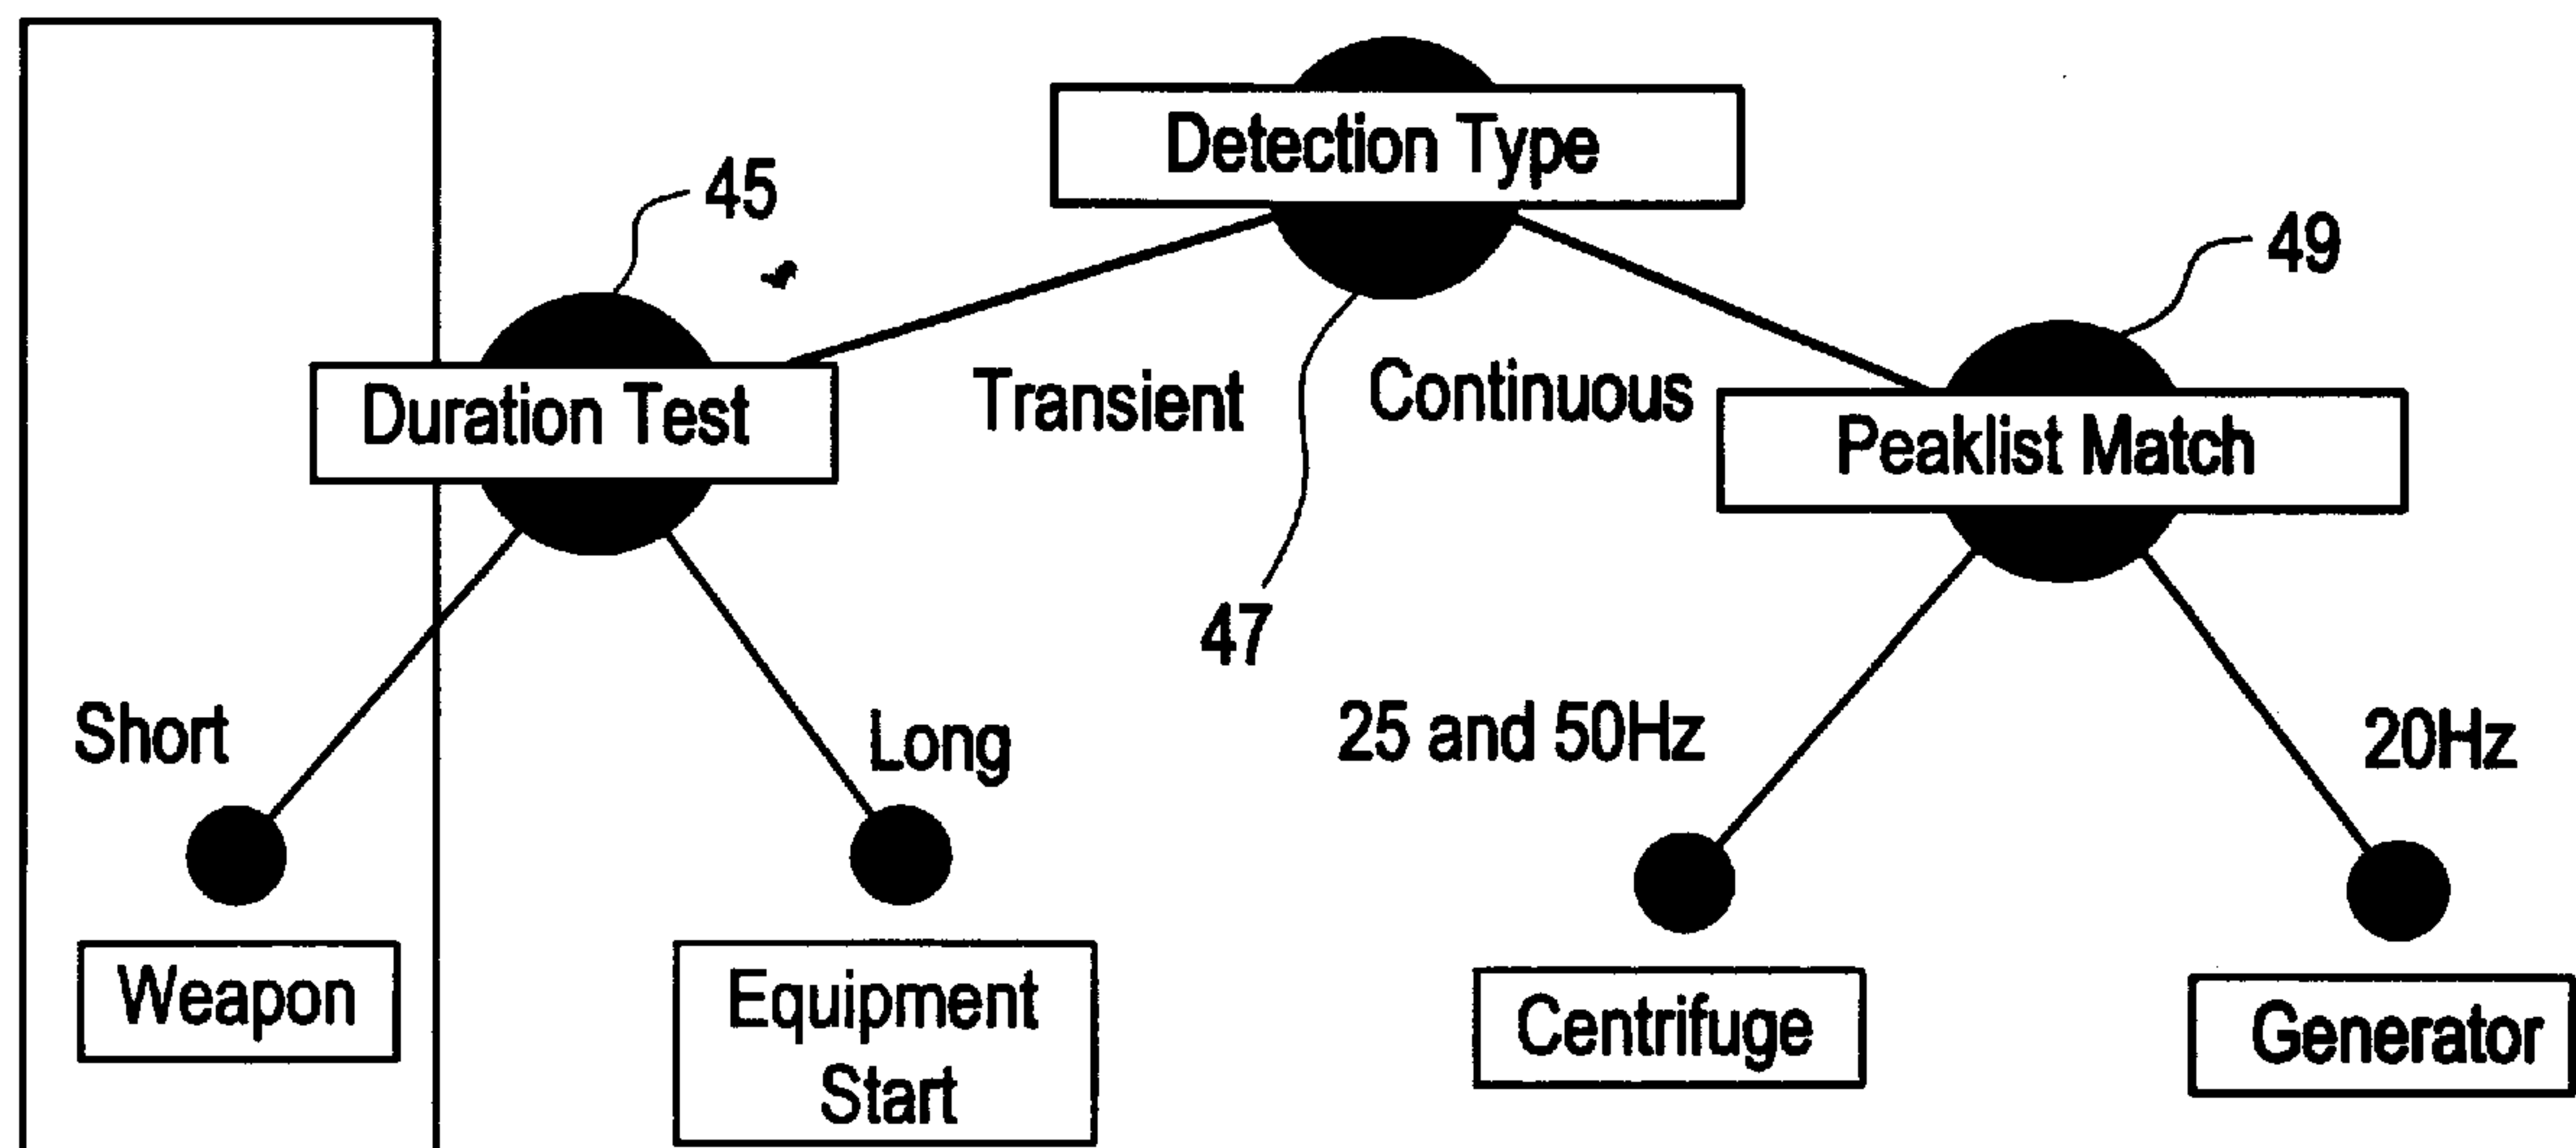 Detection Type
45
49
Duration Test
Transient
Continuous
Peaklist Match
47
Short
Long
25 and 50Hz
20Hz
Weapon
Equipment
Start
Centrifuge
Generator